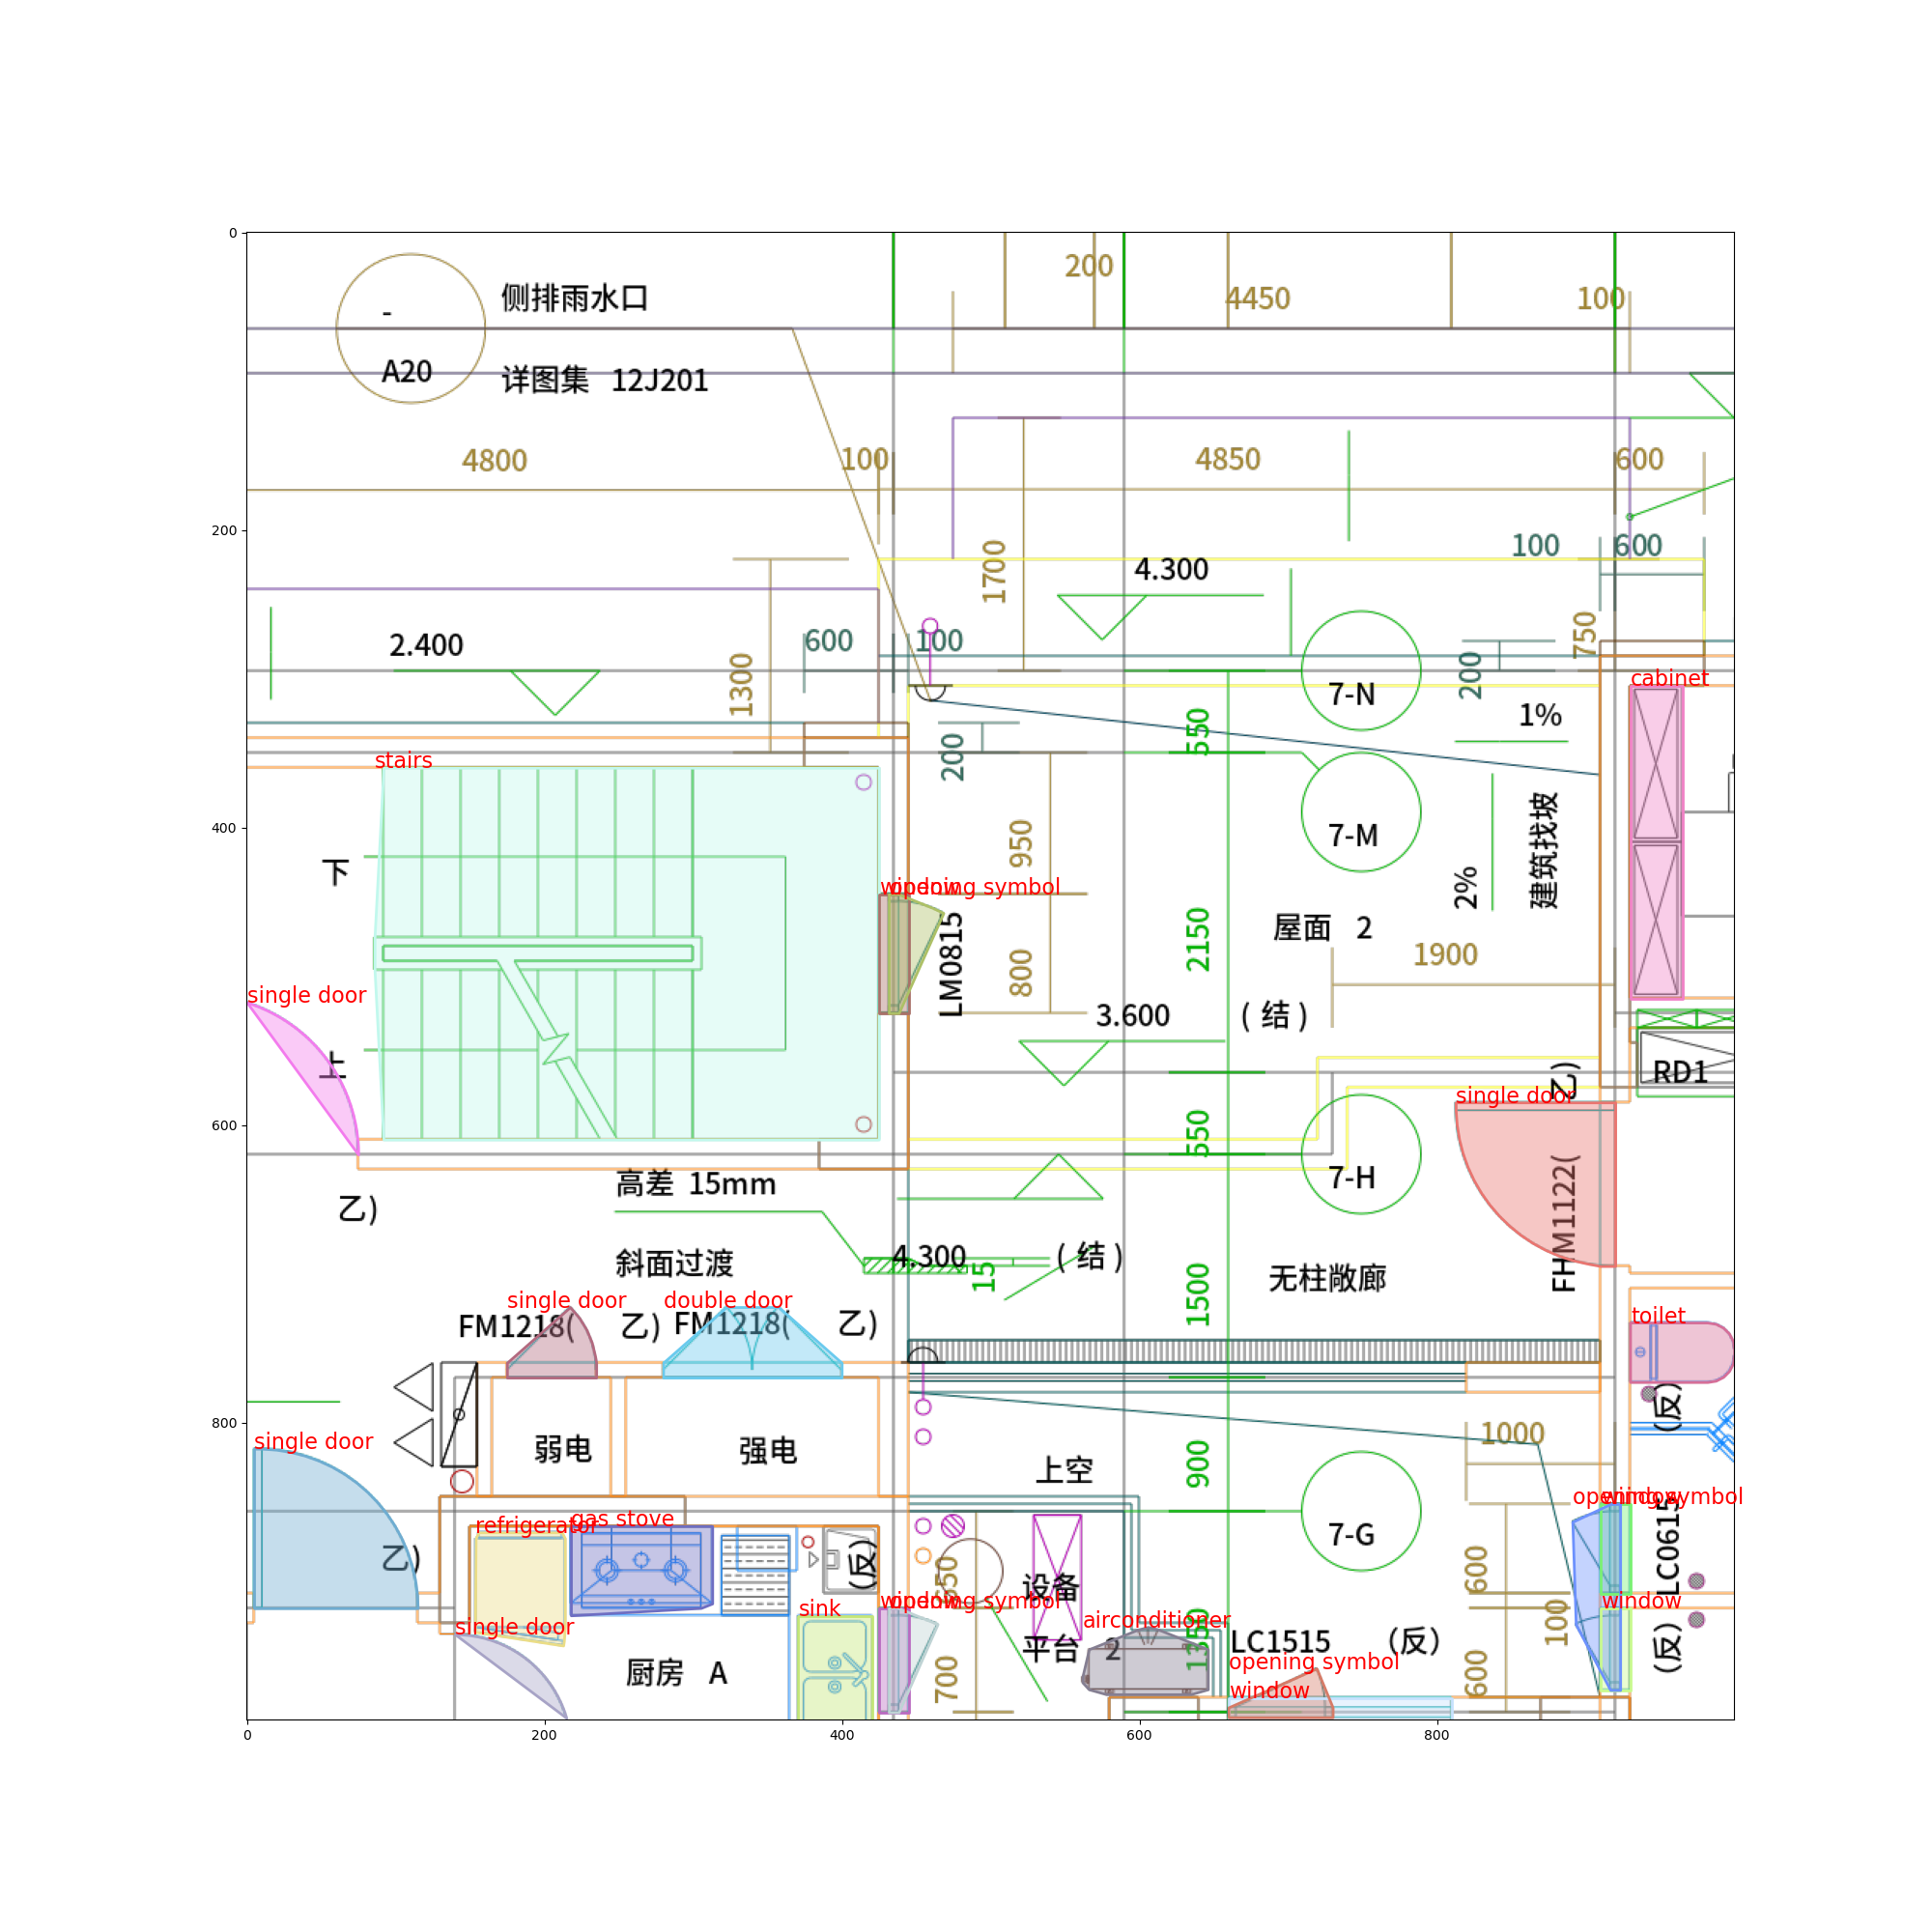 0
200
4450
100
侧排雨水口
-
A20
详图集 12J201
4800
100
4850
600
200
1700
4.300
100
600
2.400
600
100
750
1300
cabinet
200
7-N
550
1%
200
stairs
400
下
950
7-M
2%
建筑找坡
window
opening symbol
LM0815
屏面 2
2150
1900
800
single door
3.600
(结)
上
乙)
RD1
single door
600
550
7-H
FHM1122(
高差 15mm
乙)
斜面过渡
4.300
(结)
15
1500
无柱敞廊
single door
double door
FM1218(
乙)
FM1218(
乙)
toilet
800
(反)
single door
弱电
强电
上空
900
1000
opening symbol
window
refrigerator
gas stove
7-G
LC0615
乙)
(反)
设备
600
window
opening symbol
window
sink
single door
airconditioner
100
平台 2
1350
LC1515
(反)
(反)
厨房 A
700
opening symbol
window
600
0
200
400
600
800